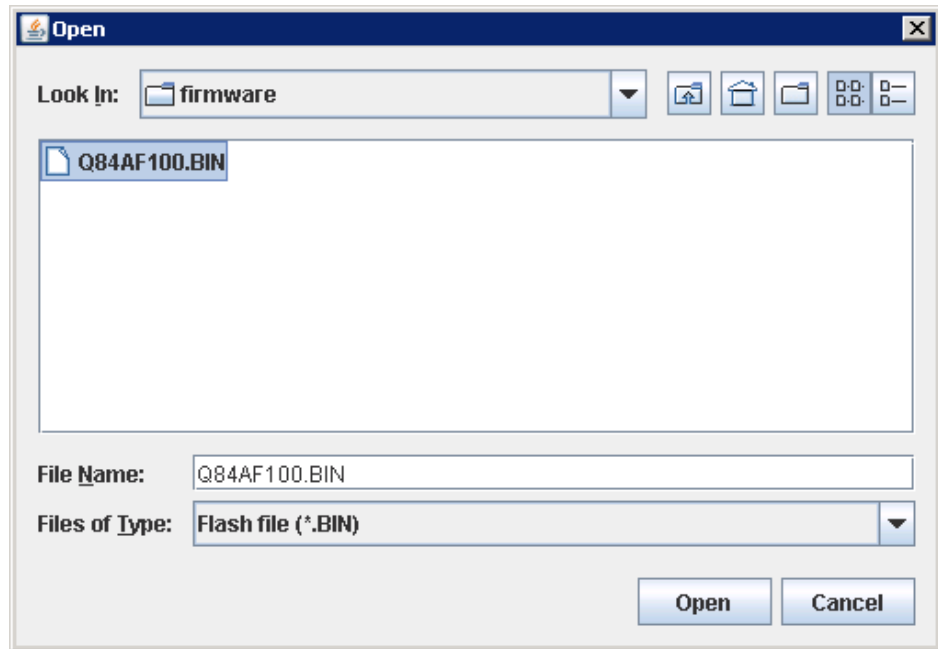 Open
Look In: firmware
Q84AF100.BIN
File Name: Q84AF100.BIN
Files of Type: Flash file (*.BIN)
Open Cancel